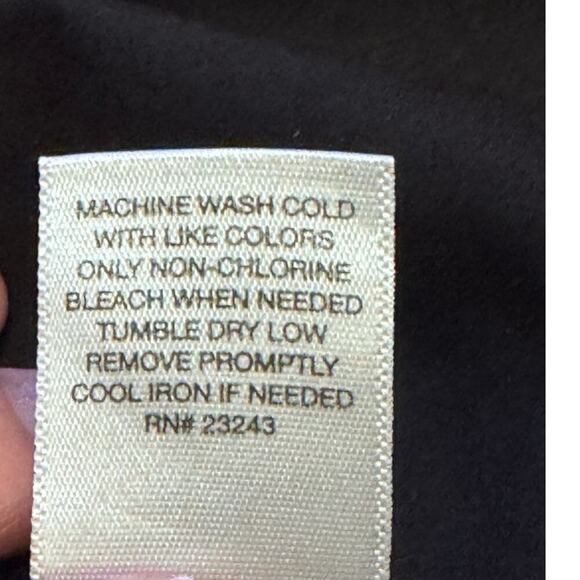 MACHINE WASH COLD
WITH LIKE COLORS
ONLY NON-CHLORINE
BLEACH WHEN NEEDED
TUMBLE DRY LOW
REMOVE PROMPTLY
COOL IRON IF NEEDED
RN# 23243